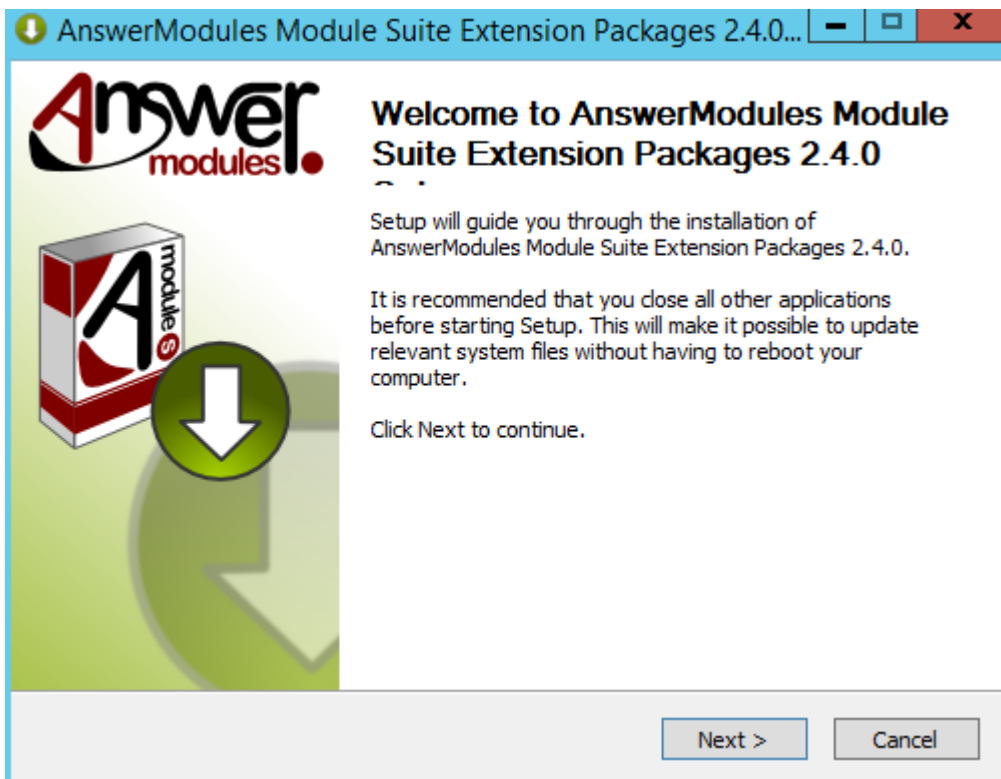 AnswerModules Module Suite Extension Packages 2.4.0...
Answer
modules
Welcome to AnswerModules Module
Suite Extension Packages 2.4.0
Setup will guide you through the installation of
AnswerModules Module Suite Extension Packages 2.4.0.
It is recommended that you close all other applications
before starting Setup. This will make it possible to update
relevant system files without having to reboot your
computer.
Click Next to continue.
A
module s
Next >
Cancel